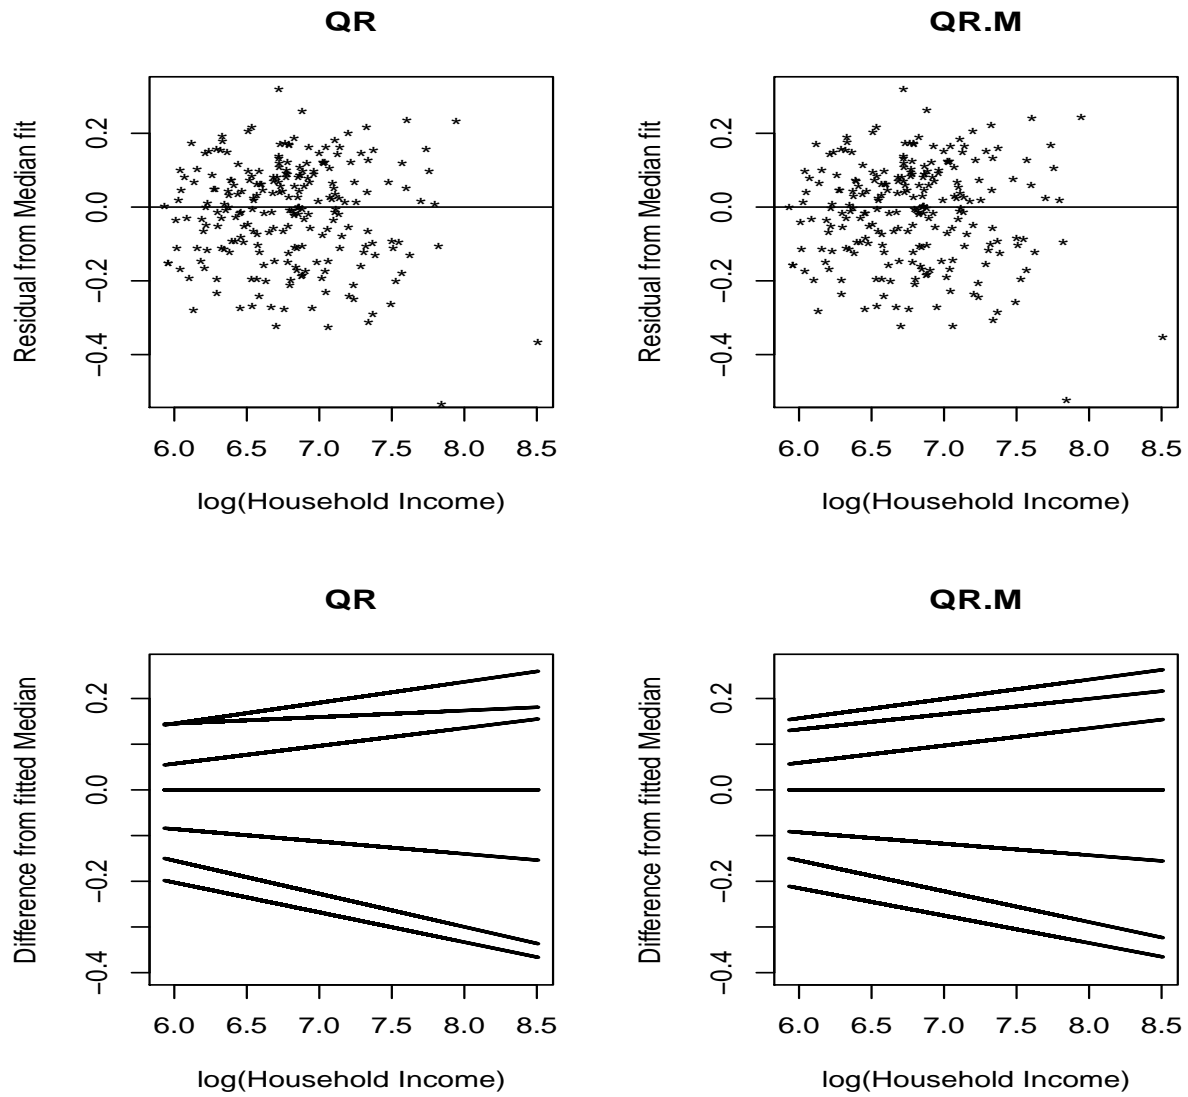 QR
Residual from Median fit
0.2
0.0
−0.2
−0.4
6.0 6.5 7.0 7.5 8.0 8.5
log(Household Income)
QR.M
Residual from Median fit
0.2
0.0
−0.2
−0.4
6.0 6.5 7.0 7.5 8.0 8.5
log(Household Income)
QR
Difference from fitted Median
0.2
0.0
−0.2
−0.4
6.0 6.5 7.0 7.5 8.0 8.5
log(Household Income)
QR.M
Difference from fitted Median
0.2
0.0
−0.2
−0.4
6.0 6.5 7.0 7.5 8.0 8.5
log(Household Income)